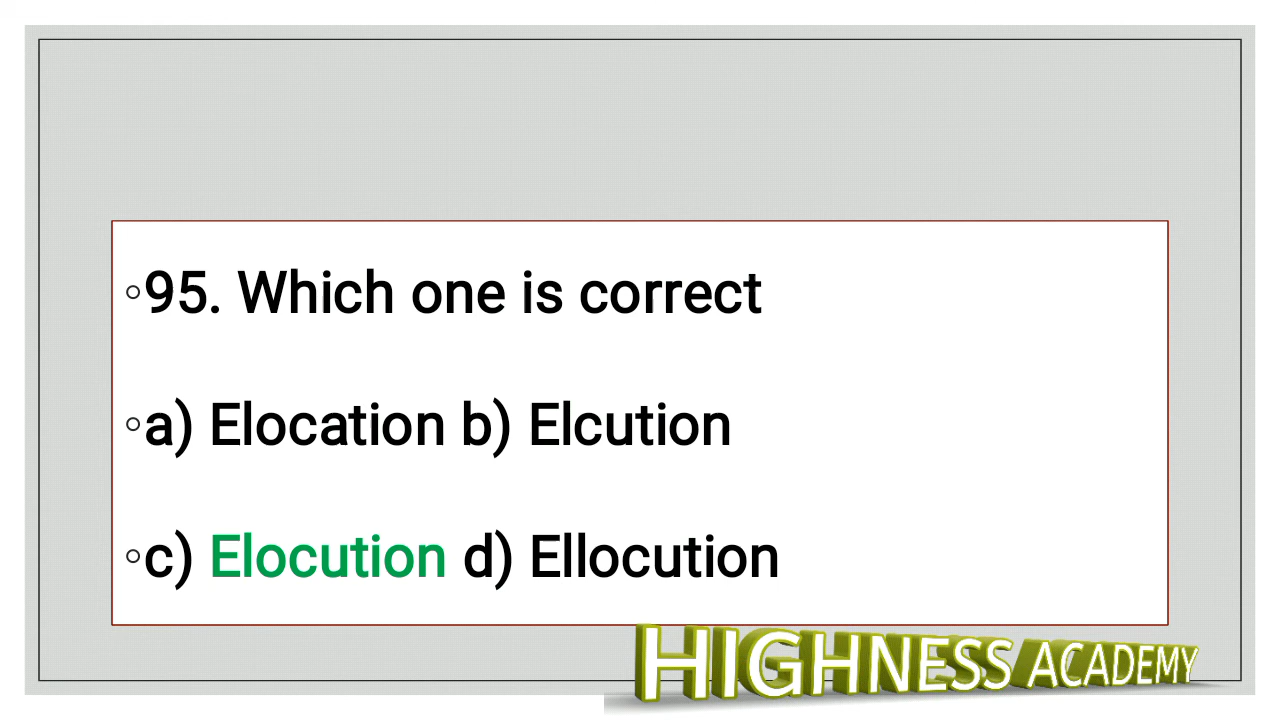 ◦95. Which one is correct
◦a) Elocation b) Elcution
◦c) Elocution d) Ellocution
HIGHNESS ACADEMY